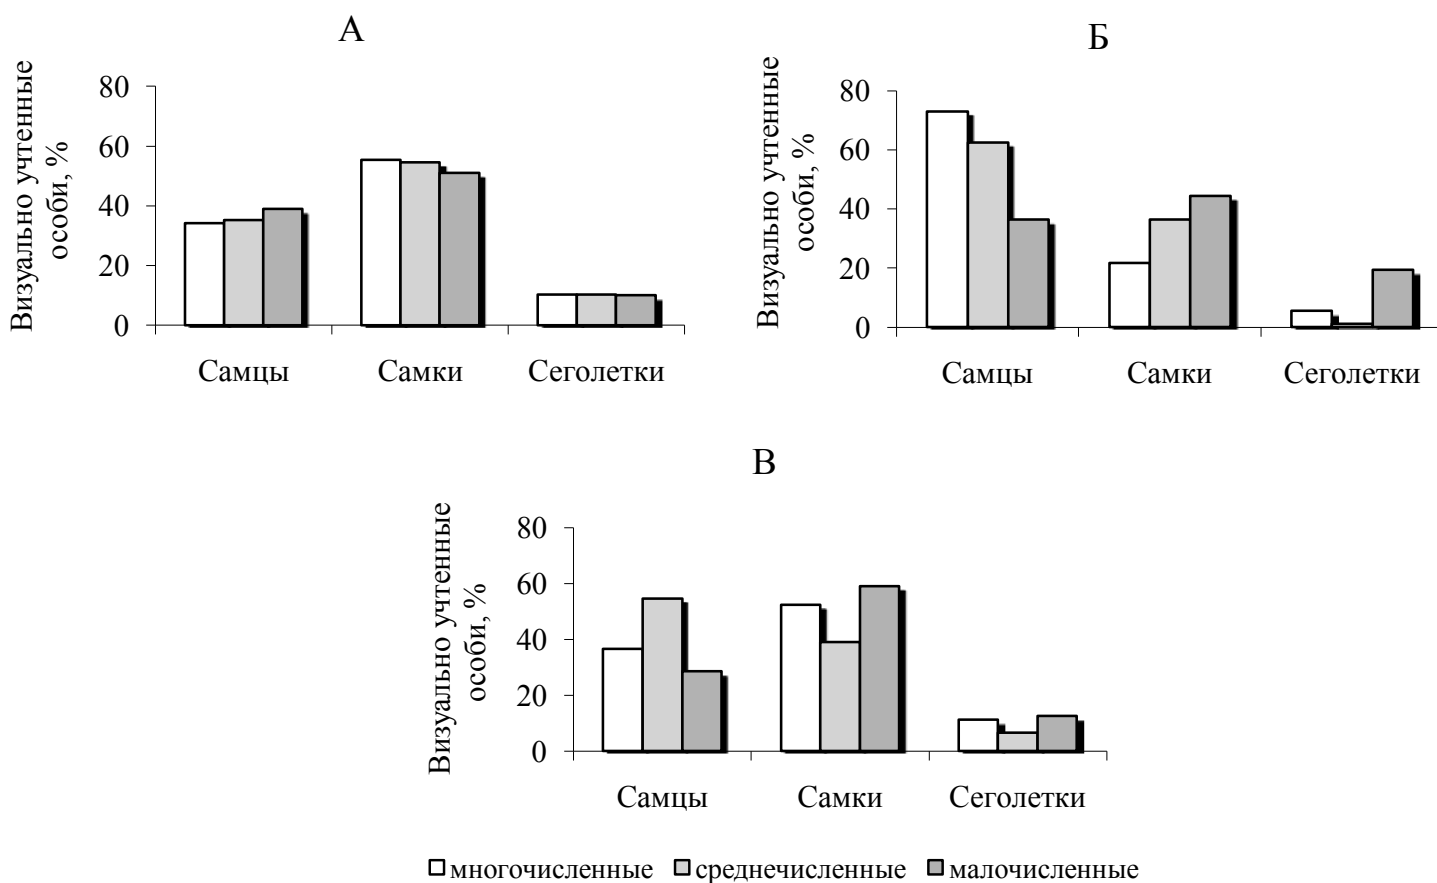 А
Визуально учтенные
особи, %
80
60
40
20
0
Самцы
Самки
Сеголетки
Б
Визуально учтенные
особи, %
80
60
40
20
0
Самцы
Самки
Сеголетки
В
Визуально учтенные
особи, %
80
60
40
20
0
Самцы
Самки
Сеголетки
многочисленные среднечисленные малочисленные